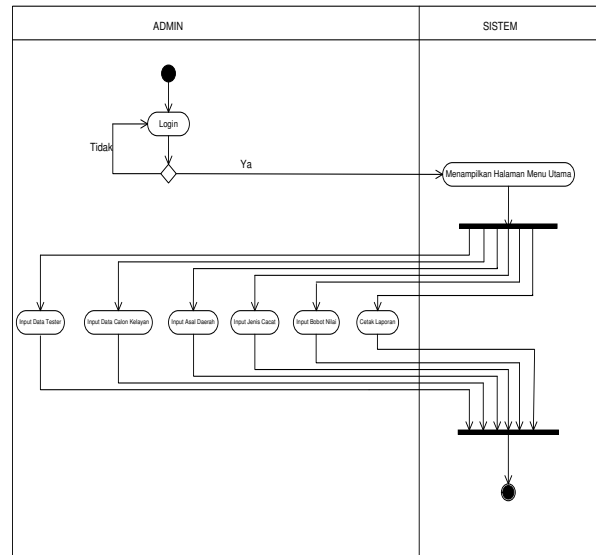 ADMIN
SISTEM
Login
Tidak
Ya
Menampilkan Halaman Menu Utama
Input Data Tester
Input Data Calon Kelayan
Input Asal Daerah
Input Jenis Cacat
Input Bobot Nilai
Cetak Laporan